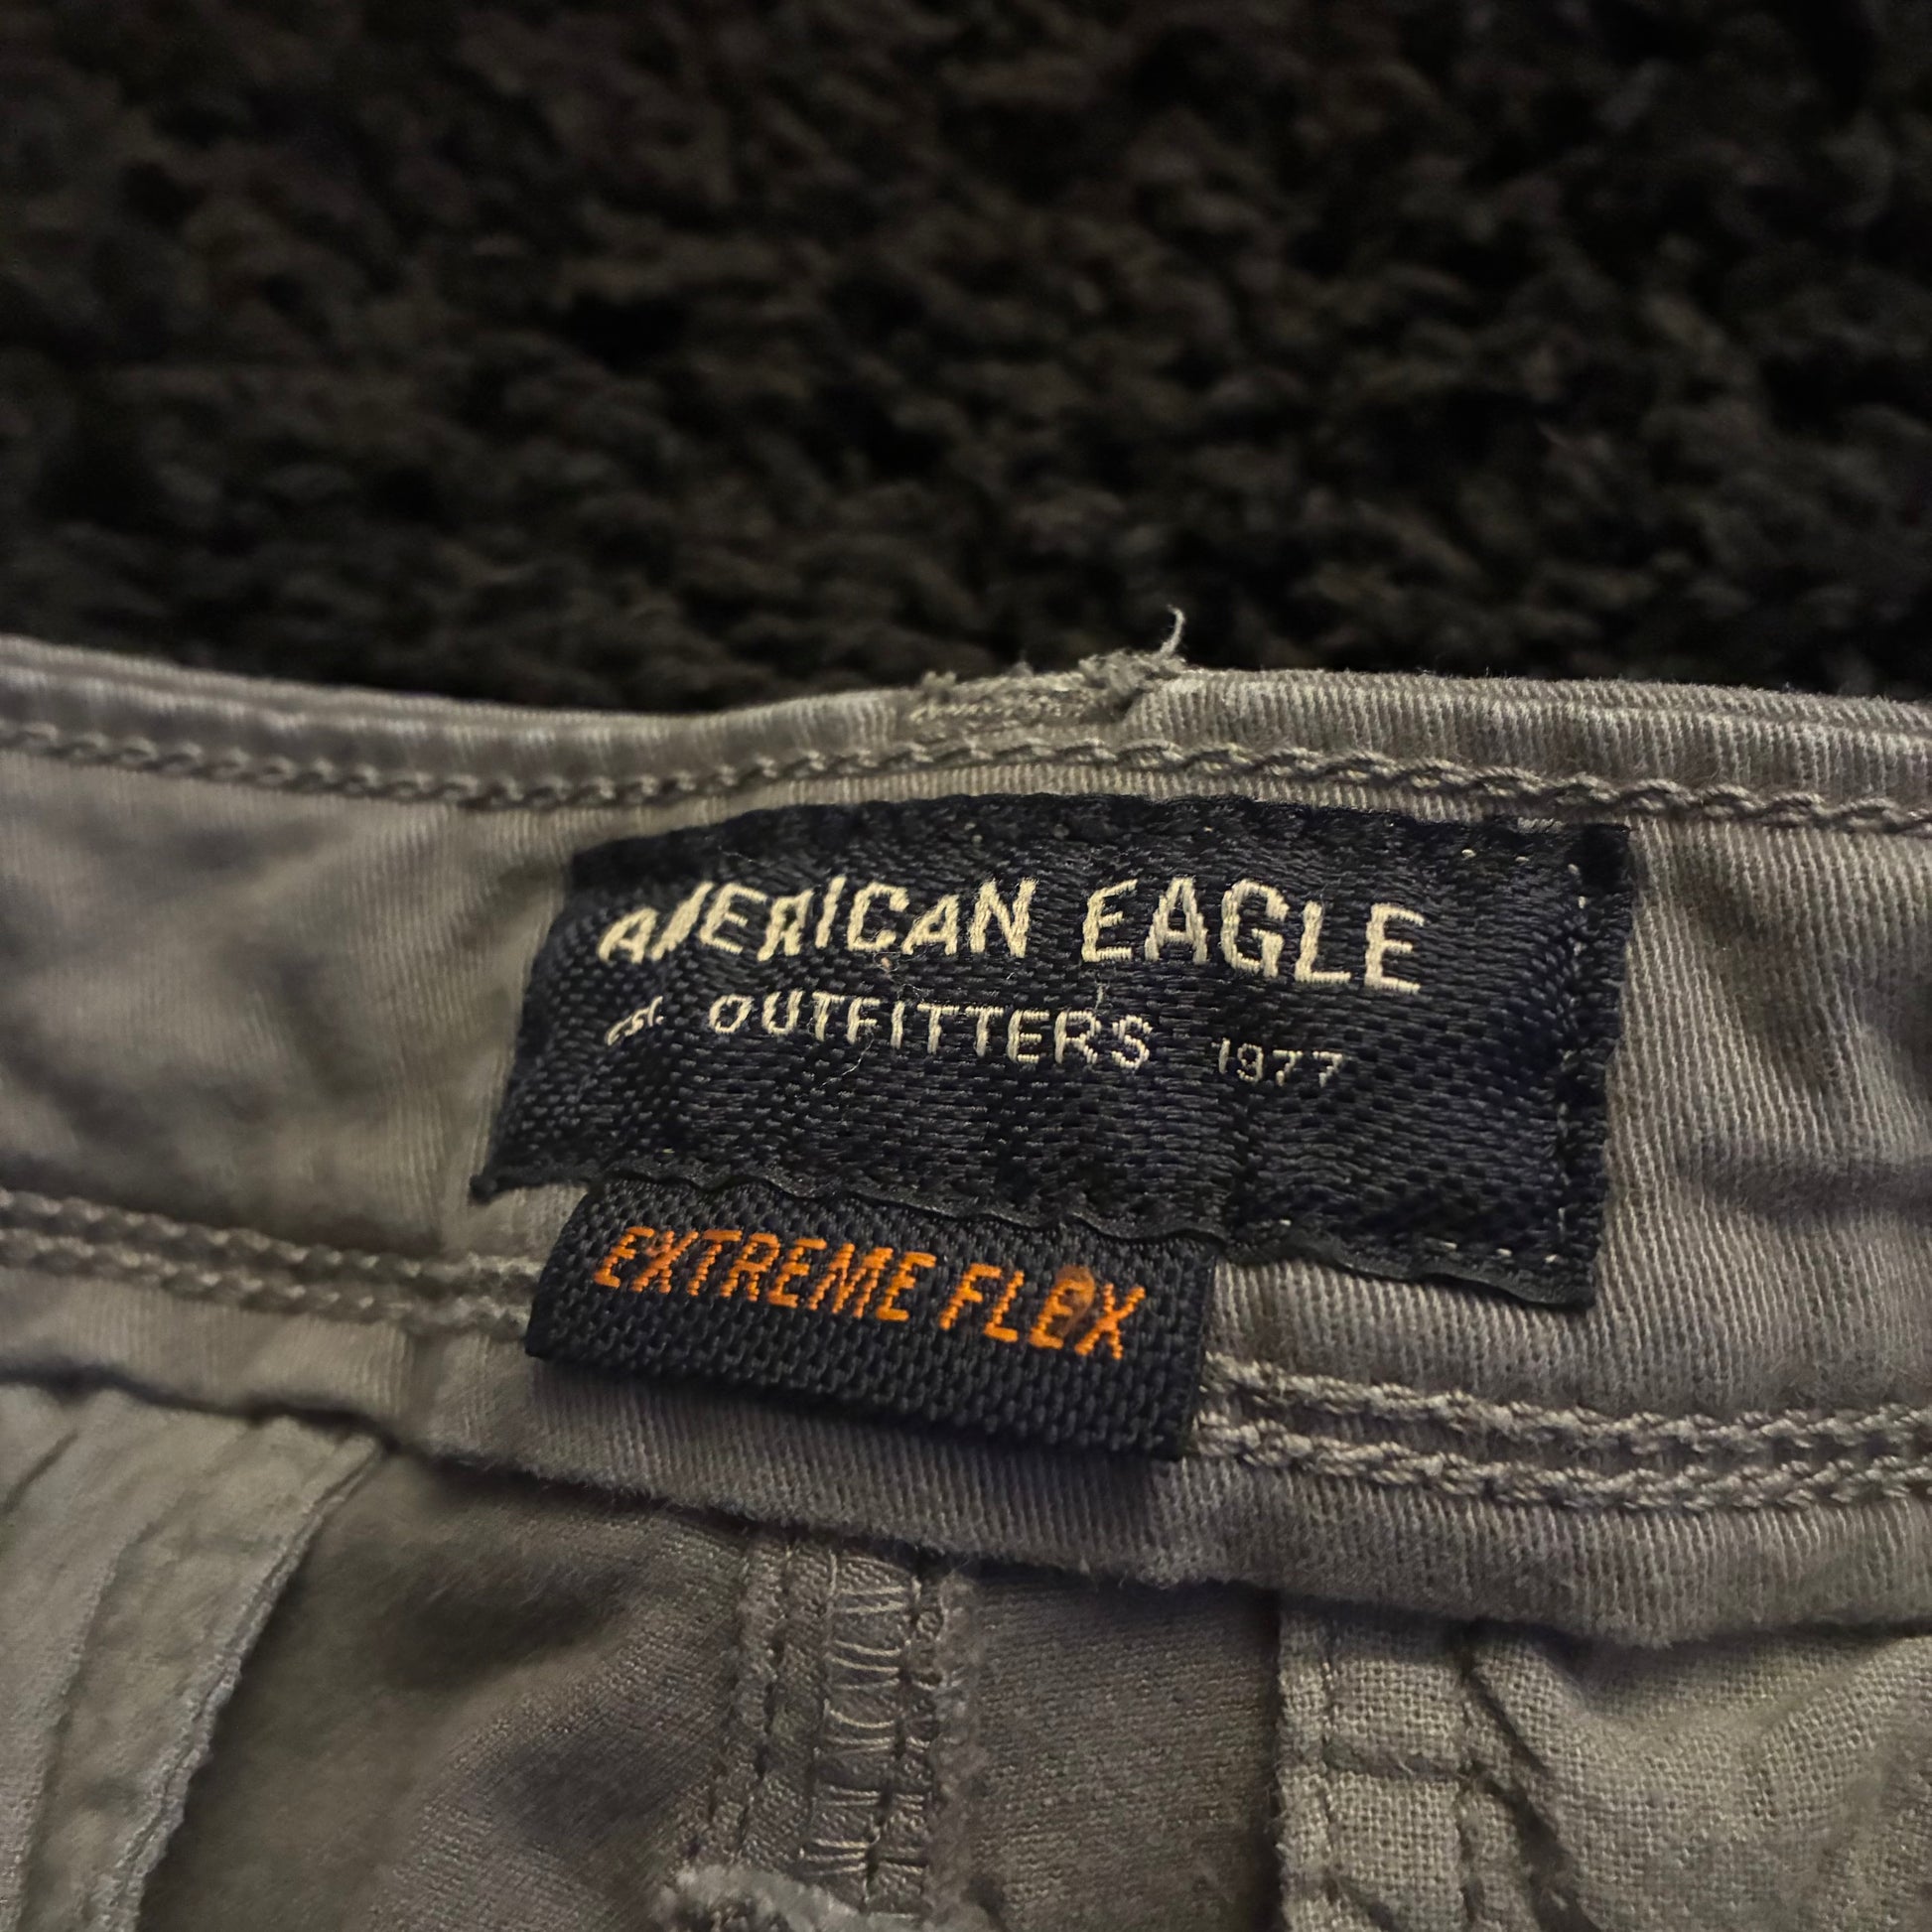 AMERICAN EAGLE
EST. OUTFITTERS 1977
EXTREME FLEX